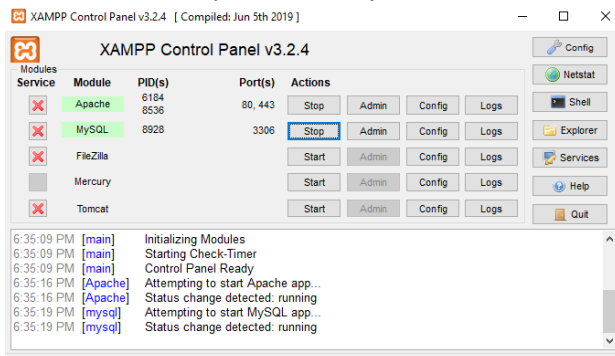 XAMPP Control Panel v3.2.4 [ Compiled: Jun 5th 2019 ]
XAMPP Control Panel v3.2.4
Config
Modules
Service Module PID(s) Port(s) Actions
Netstat
Apache 6184 8536 80, 443 Stop Admin Config Logs
Shell
MySQL 8928 3306 Stop Admin Config Logs
Explorer
FileZilla Start Admin Config Logs
Services
Mercury Start Admin Config Logs
Help
Tomcat Start Admin Config Logs
Quit
6:35:09 PM [main] Initializing Modules
6:35:09 PM [main] Starting Check-Timer
6:35:09 PM [main] Control Panel Ready
6:35:16 PM [Apache] Attempting to start Apache app...
6:35:16 PM [Apache] Status change detected: running
6:35:19 PM [mysql] Attempting to start MySQL app...
6:35:19 PM [mysql] Status change detected: running